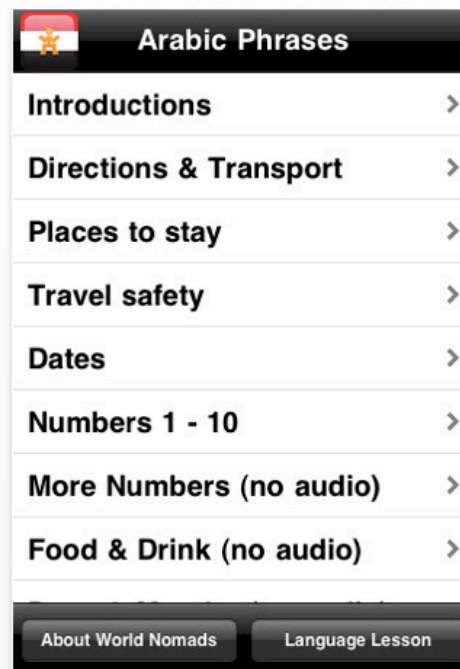 Arabic Phrases
Introductions
Directions & Transport
Places to stay
Travel safety
Dates
Numbers 1 - 10
More Numbers (no audio)
Food & Drink (no audio)
About World Nomads
Language Lesson